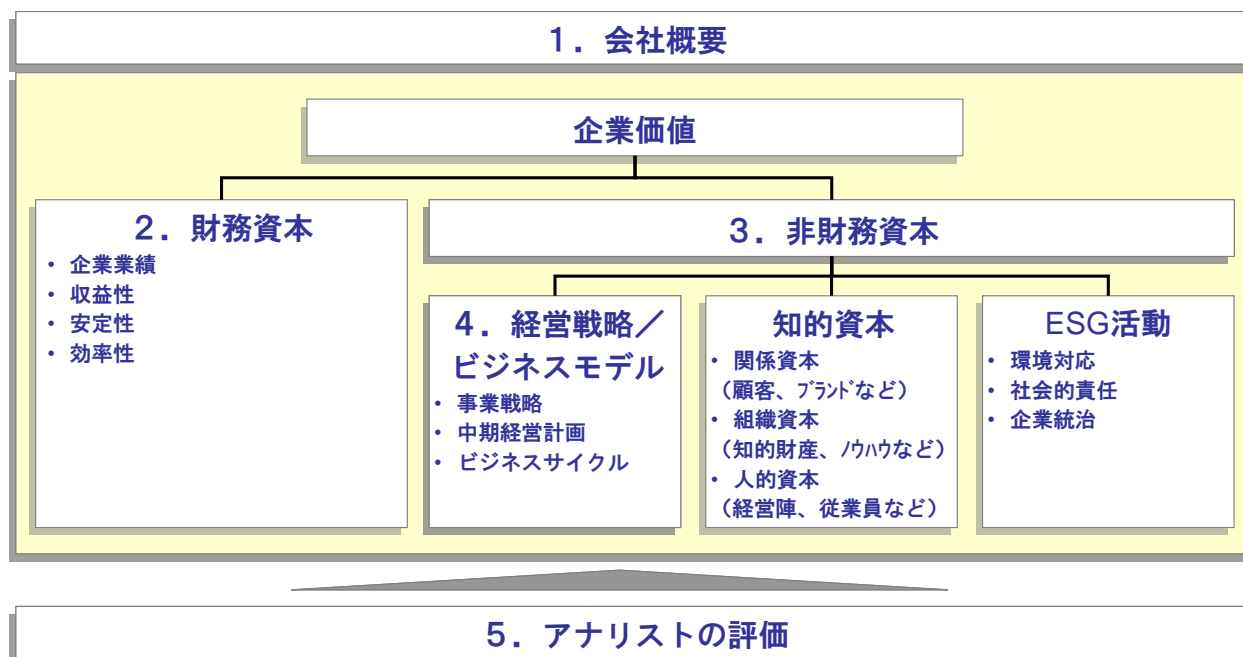 １．会社概要
企業価値
２．財務資本
• 企業業績
• 収益性
• 安定性
• 効率性
３．非財務資本
４．経営戦略／
ビジネスモデル
• 事業戦略
• 中期経営計画
• ビジネスサイクル
知的資本
• 関係資本
（顧客、ﾌﾞﾗﾝﾄﾞなど）
• 組織資本
（知的財産、ﾉｳﾊｳなど）
• 人的資本
（経営陣、従業員など）
ESG活動
• 環境対応
• 社会的責任
• 企業統治
５．アナリストの評価